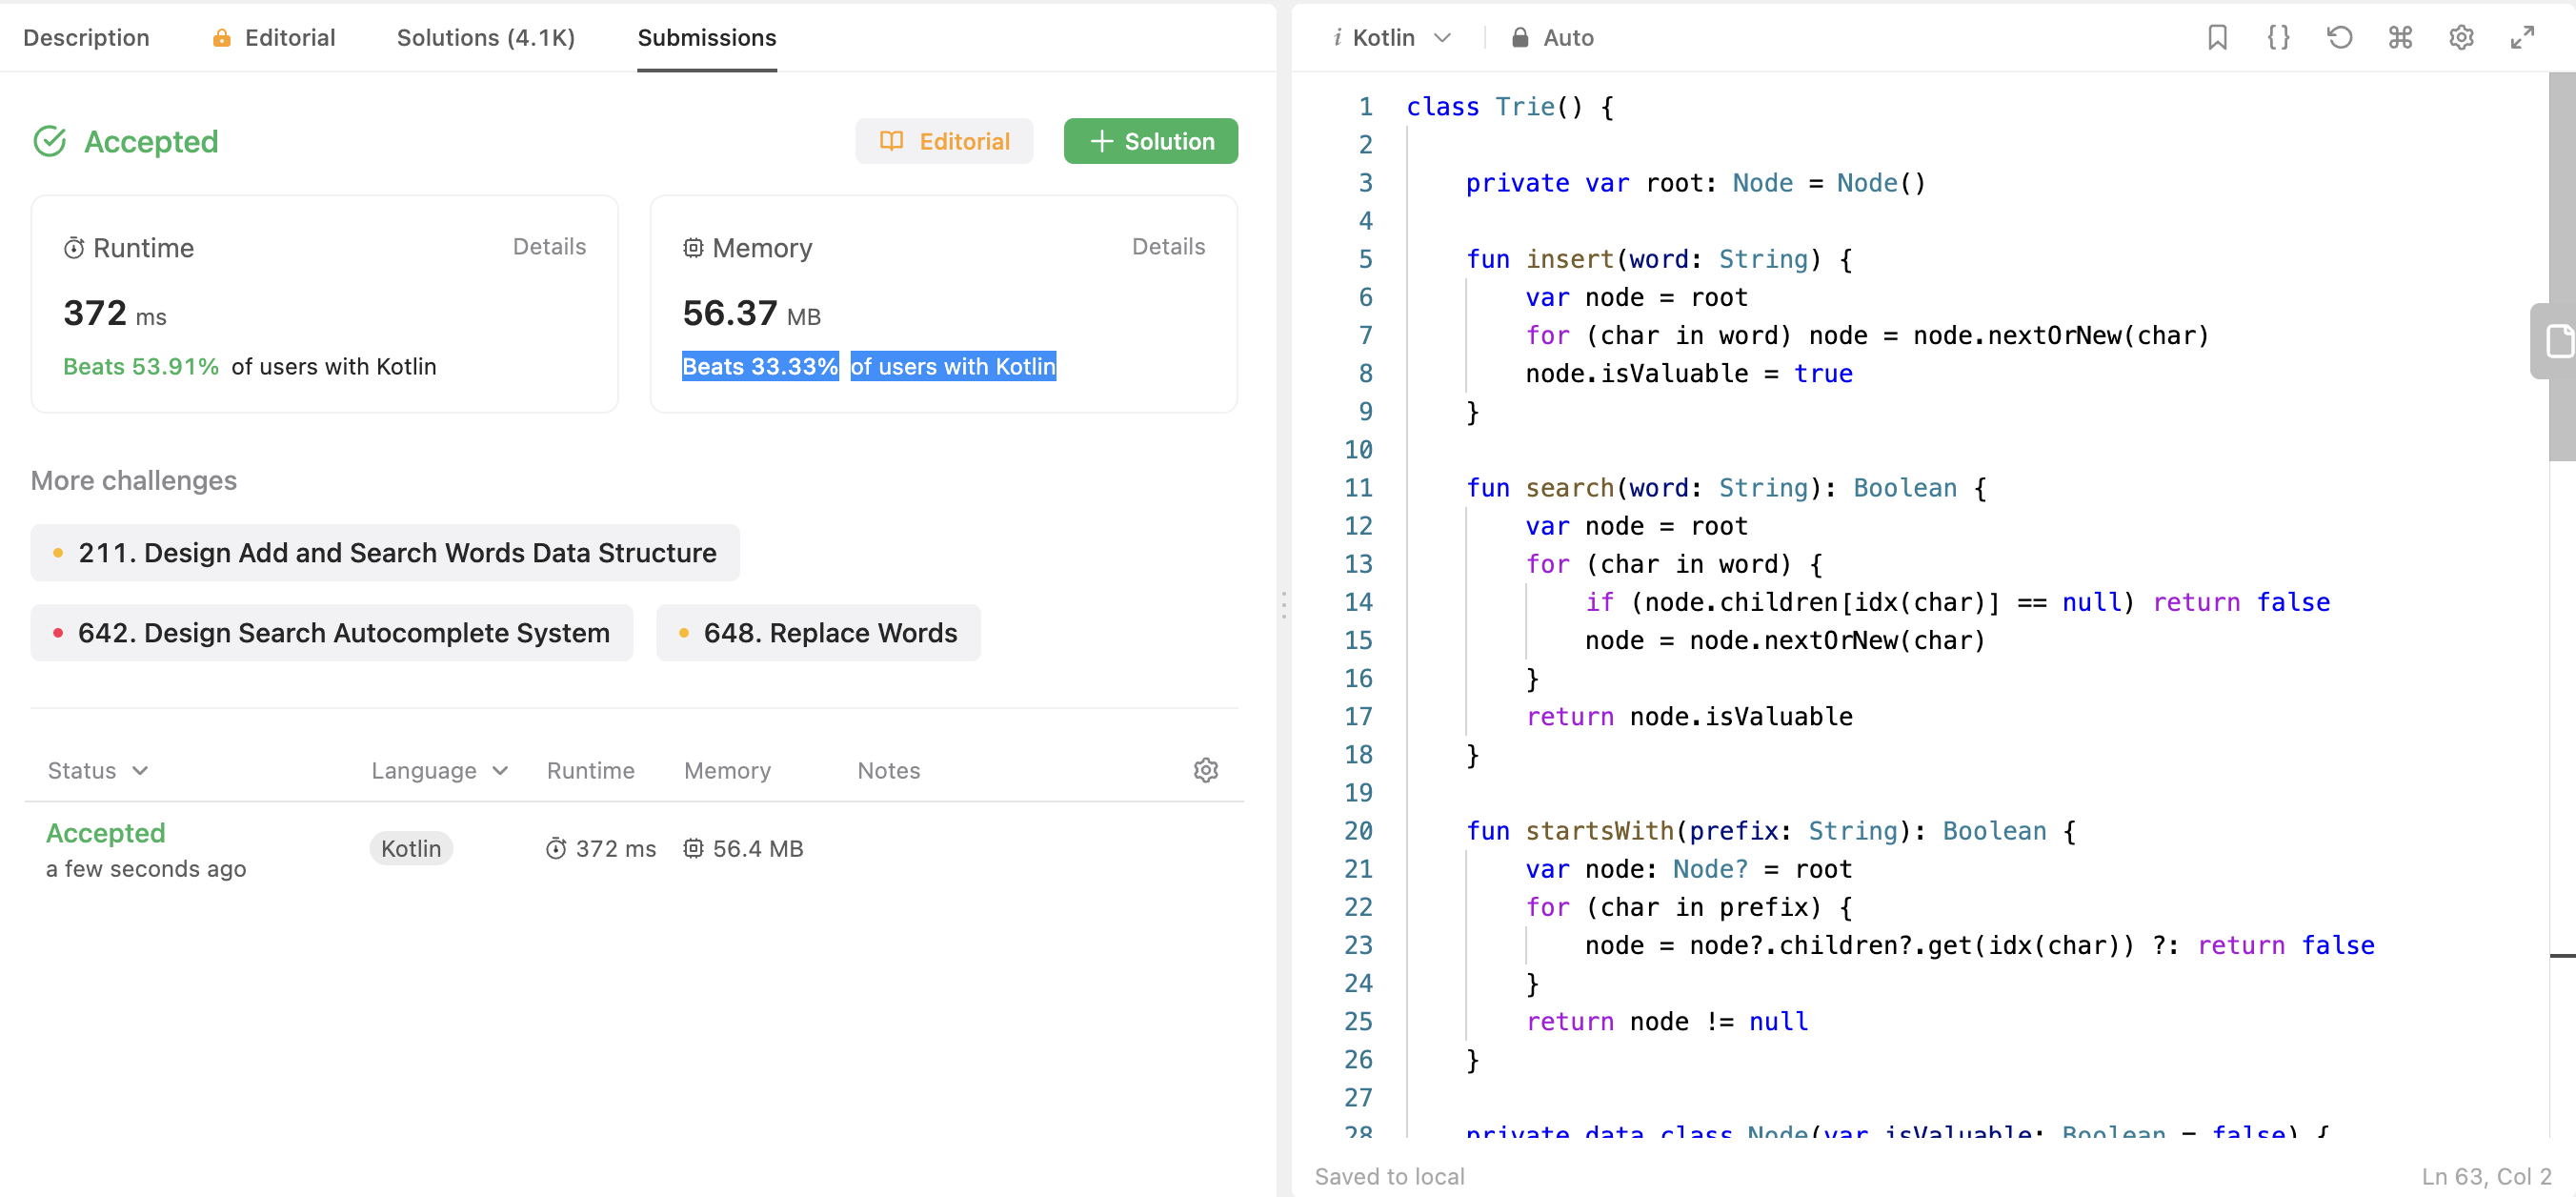 Description Editorial Solutions (4.1K) Submissions
Accepted Editorial Solution
Runtime Details
372 ms
Beats 53.91% of users with Kotlin
Memory Details
56.37 MB
Beats 33.33% of users with Kotlin
More challenges
211. Design Add and Search Words Data Structure
642. Design Search Autocomplete System 648. Replace Words
Status Language Runtime Memory Notes
Accepted
a few seconds ago
Kotlin 372 ms 56.4 MB
i Kotlin Auto
1 class Trie() {
2
3     private var root: Node = Node()
4
5     fun insert(word: String) {
6         var node = root
7         for (char in word) node = node.nextOrNew(char)
8         node.isValuable = true
9     }
10
11     fun search(word: String): Boolean {
12         var node = root
13         for (char in word) {
14             if (node.children[idx(char)] == null) return false
15             node = node.nextOrNew(char)
16         }
17         return node.isValuable
18     }
19
20     fun startsWith(prefix: String): Boolean {
21         var node: Node? = root
22         for (char in prefix) {
23             node = node?.children?.get(idx(char)) ?: return false
24         }
25         return node != null
26     }
27
28     private data class Node(var isValuable: Boolean = false) {
Saved to local Ln 63, Col 2